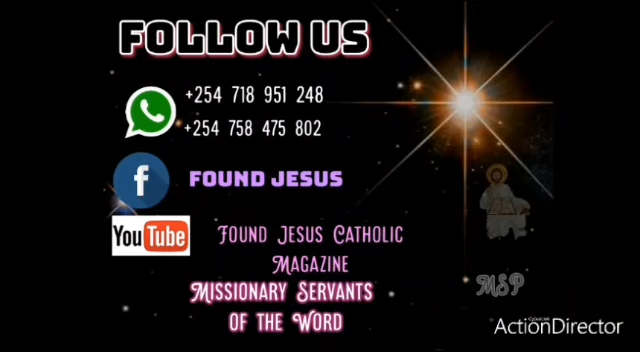 FOLLOW US
+254 718 951 248
+254 758 475 802
f
FOUND JESUS
YouTube
FOUND JESUS CATHOLIC
MAGAZINE
MISSIONARY SERVANTS
OF THE WORD
MSP
CyberLink
ActionDirector